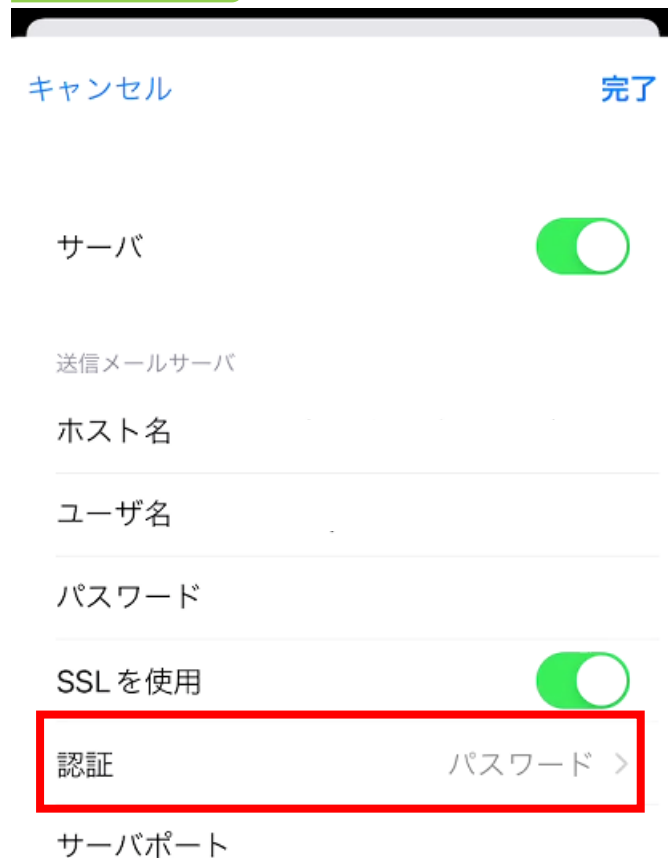 キャンセル 完了
サーバ
送信メールサーバ
ホスト名
ユーザ名
パスワード
SSLを使用
認証 パスワード >
サーバポート